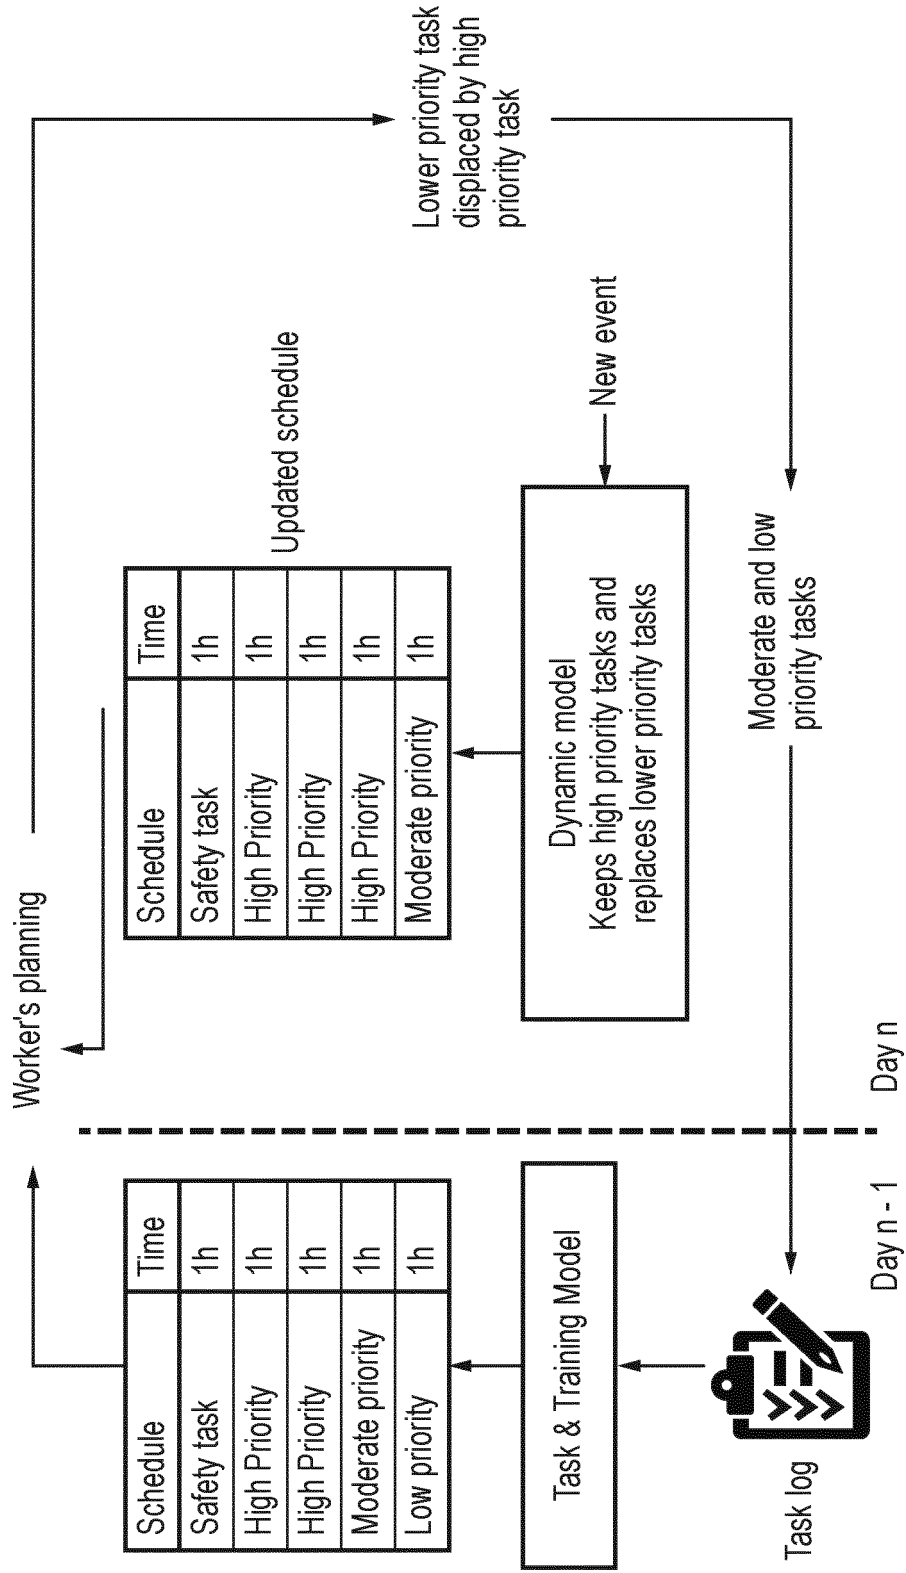 Worker's planning
Schedule Time
Safety task 1h
High Priority 1h
High Priority 1h
Moderate priority 1h
Low priority 1h
Task & Training Model
Task log
Day n - 1
Schedule Time
Safety task 1h
High Priority 1h
High Priority 1h
High Priority 1h
Moderate priority 1h
Updated schedule
Dynamic model
Keeps high priority tasks and
replaces lower priority tasks
New event
Lower priority task
displaced by high
priority task
Moderate and low
priority tasks
Day n